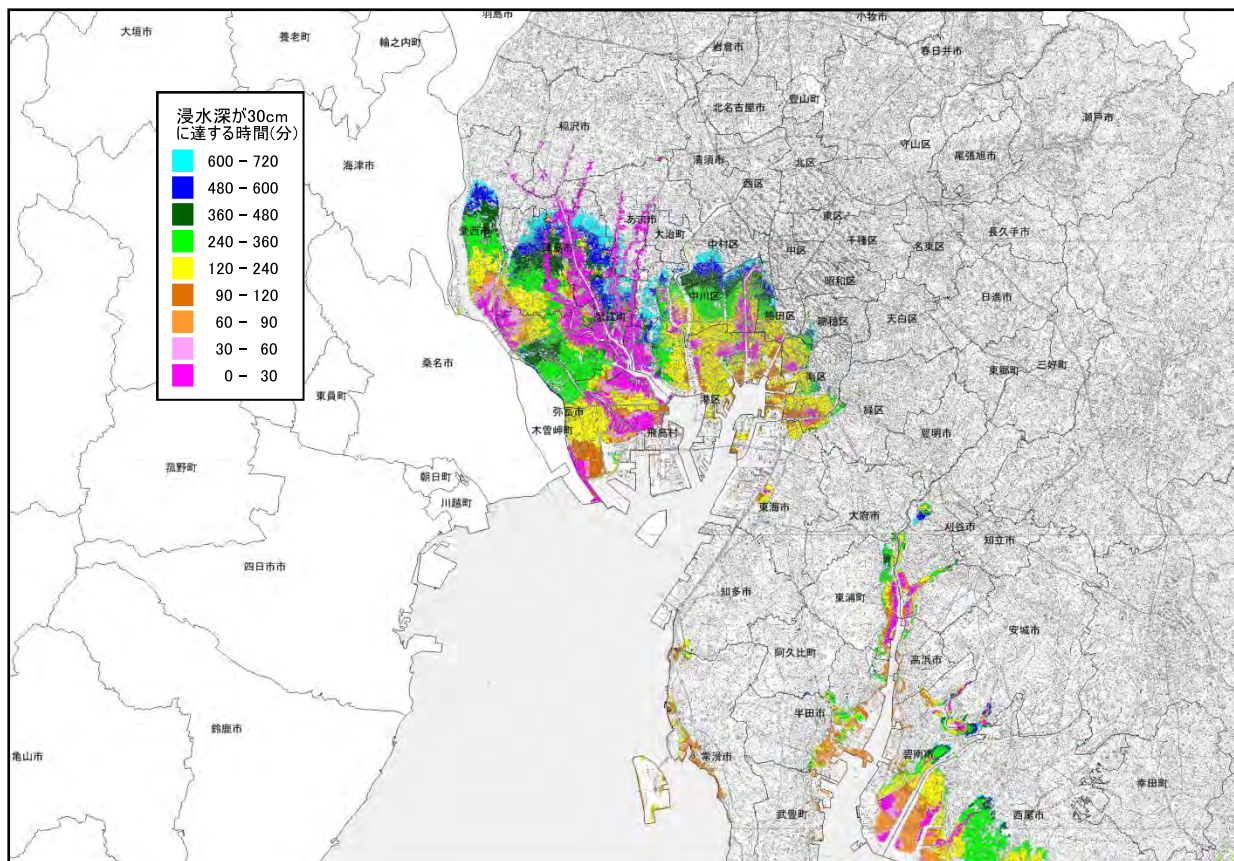 羽島市
小牧市
大垣市
養老町
輪之内町
岩倉市
春日井市
浸水深が30cm
に達する時間(分)
600 - 720
480 - 600
360 - 480
240 - 360
120 - 240
90 - 120
60 - 90
30 - 60
0 - 30
北名古屋市
豊山町
瀬戸市
稲沢市
守山区
尾張旭市
海津市
清須市
北区
西区
あま市
東区
長久手市
愛西市
大治町
中村区
千種区
名東区
津島市
中区
昭和区
日進市
中川区
蟹江町
熱田区
瑞穂区
天白区
桑名市
東郷町
三好町
南区
東員町
港区
緑区
弥富市
木曽岬町
飛島村
豊明市
菰野町
朝日町
川越町
東海市
大府市
刈谷市
知立市
四日市市
知多市
東浦町
安城市
阿久比町
高浜市
半田市
鈴鹿市
亀山市
常滑市
碧南市
幸田町
武豊町
西尾市